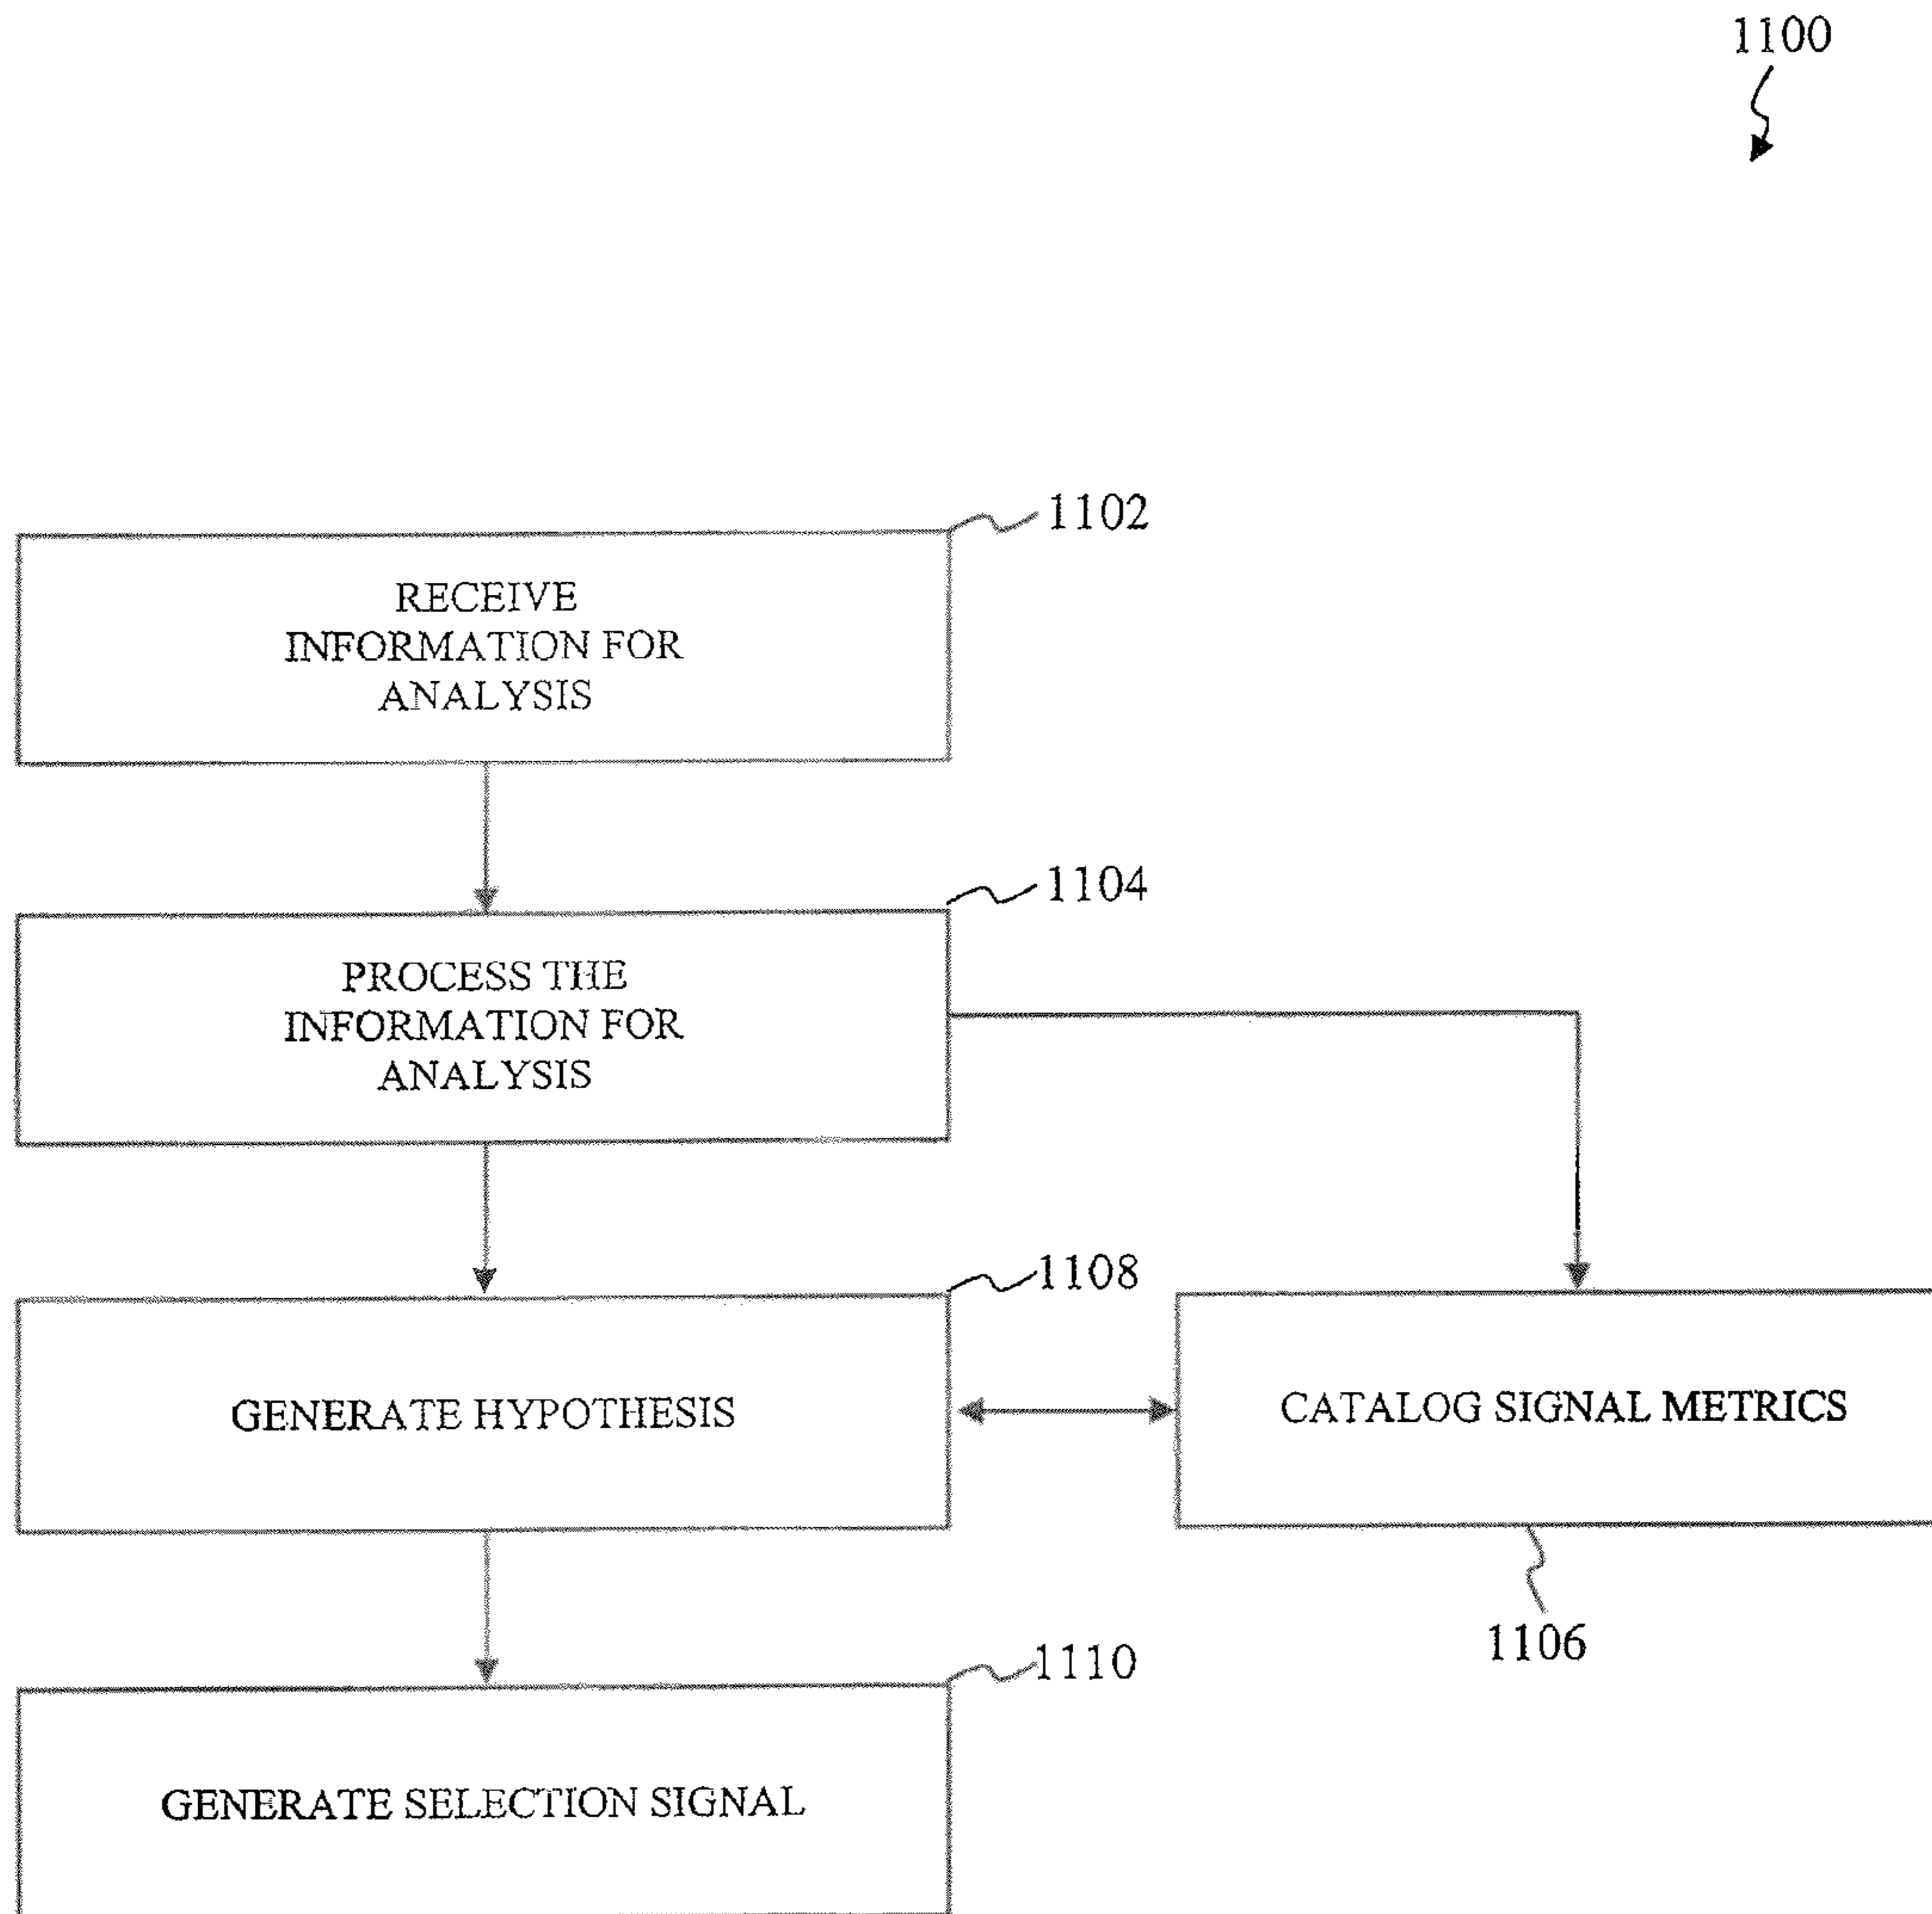 1100
1102
RECEIVE
INFORMATION FOR
ANALYSIS
1104
PROCESS THE
INFORMATION FOR
ANALYSIS
1108
GENERATE HYPOTHESIS
CATALOG SIGNAL METRICS
1106
1110
GENERATE SELECTION SIGNAL